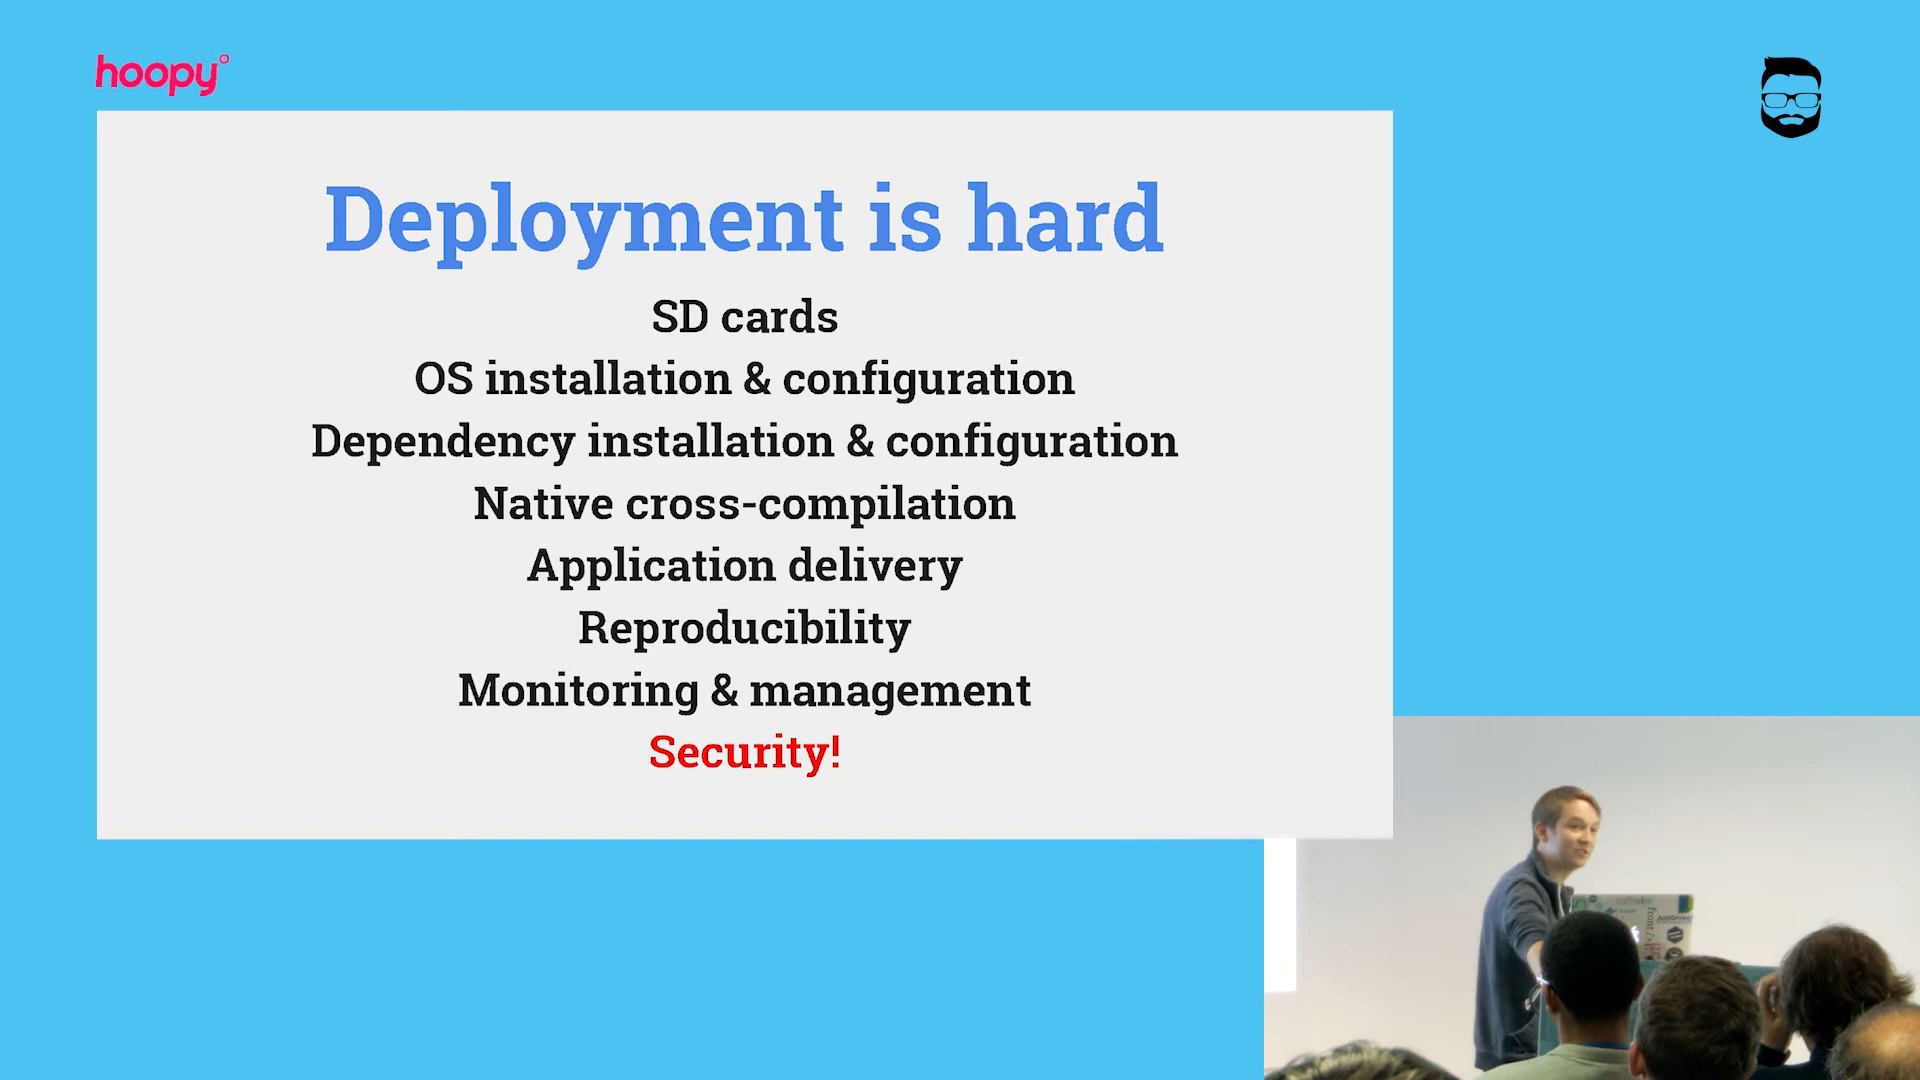 hoopy
Deployment is hard
SD cards
OS installation & configuration
Dependency installation & configuration
Native cross-compilation
Application delivery
Reproducibility
Monitoring & management
Security!